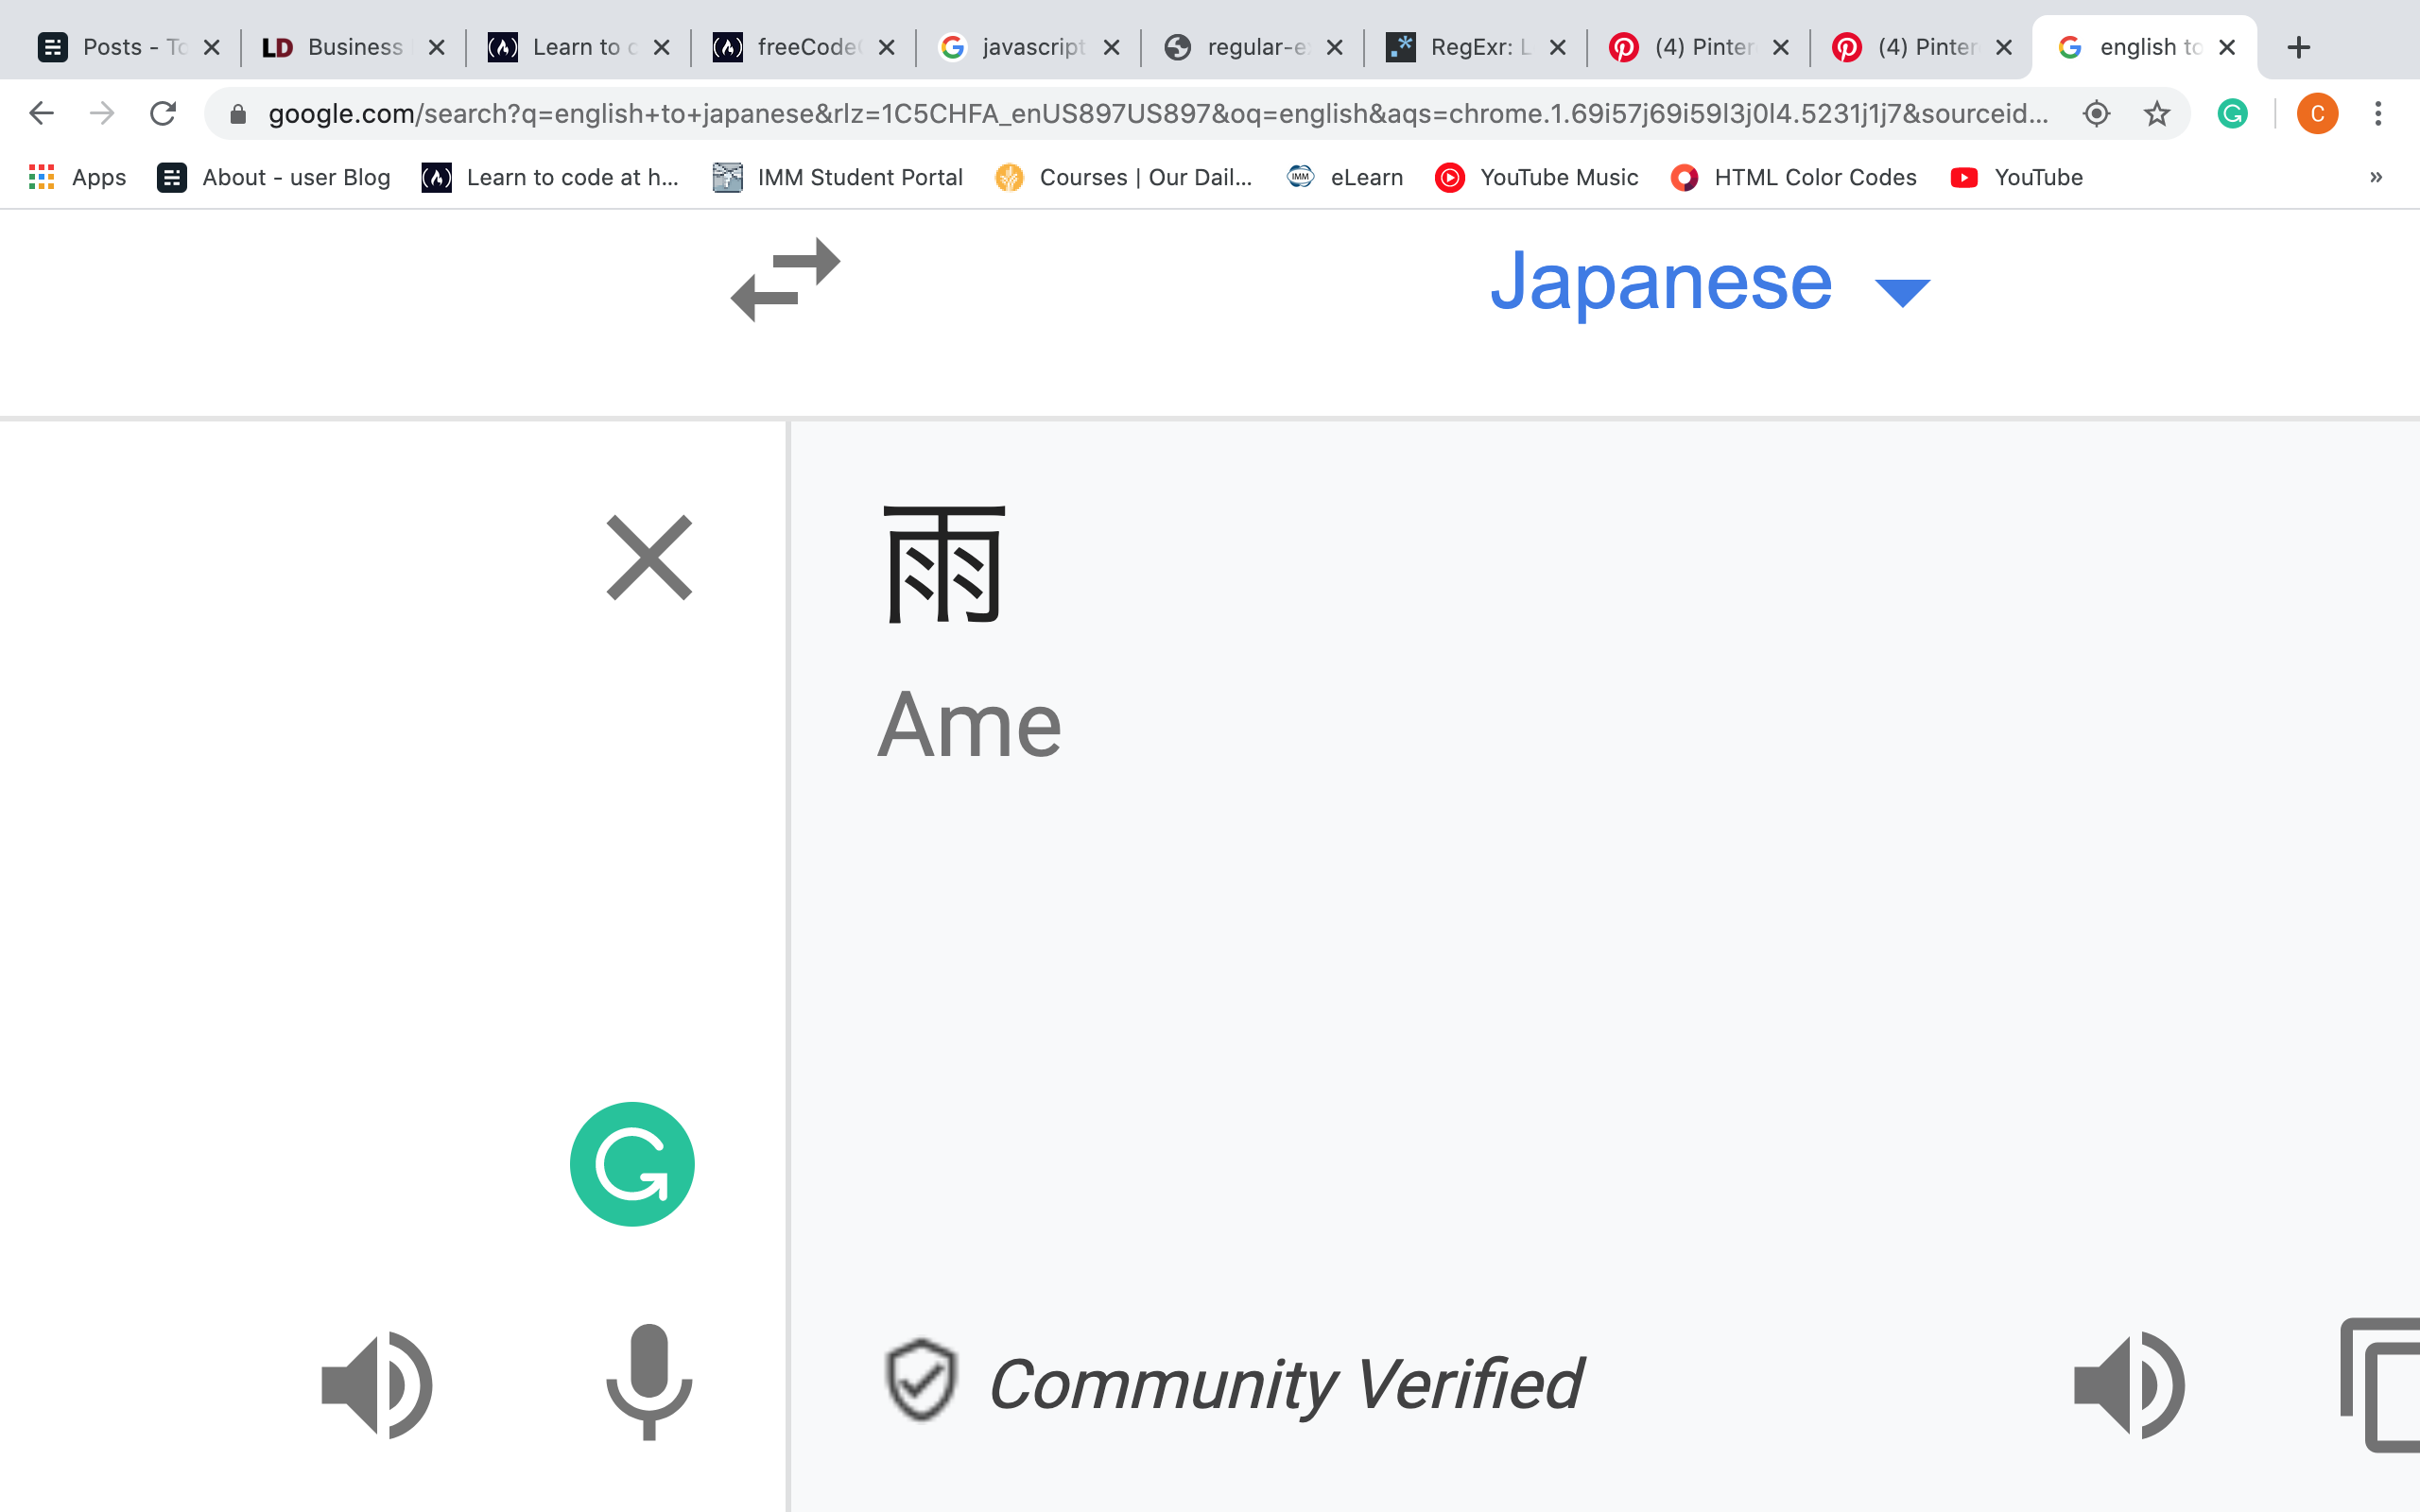 Posts - To
Business
Learn to c
freeCode
javascript
regular-e
RegExr: L
(4) Pinter
(4) Pinter
english to
google.com/search?q=english+to+japanese&rlz=1C5CHFA_enUS897US897&oq=english&aqs=chrome.1.69i57j69i59l3j0l4.5231j1j7&sourceid...
C
Apps
About - user Blog
Learn to code at h...
IMM Student Portal
Courses | Our Dail...
eLearn
YouTube Music
HTML Color Codes
YouTube
»
Japanese
雨
Ame
Community Verified